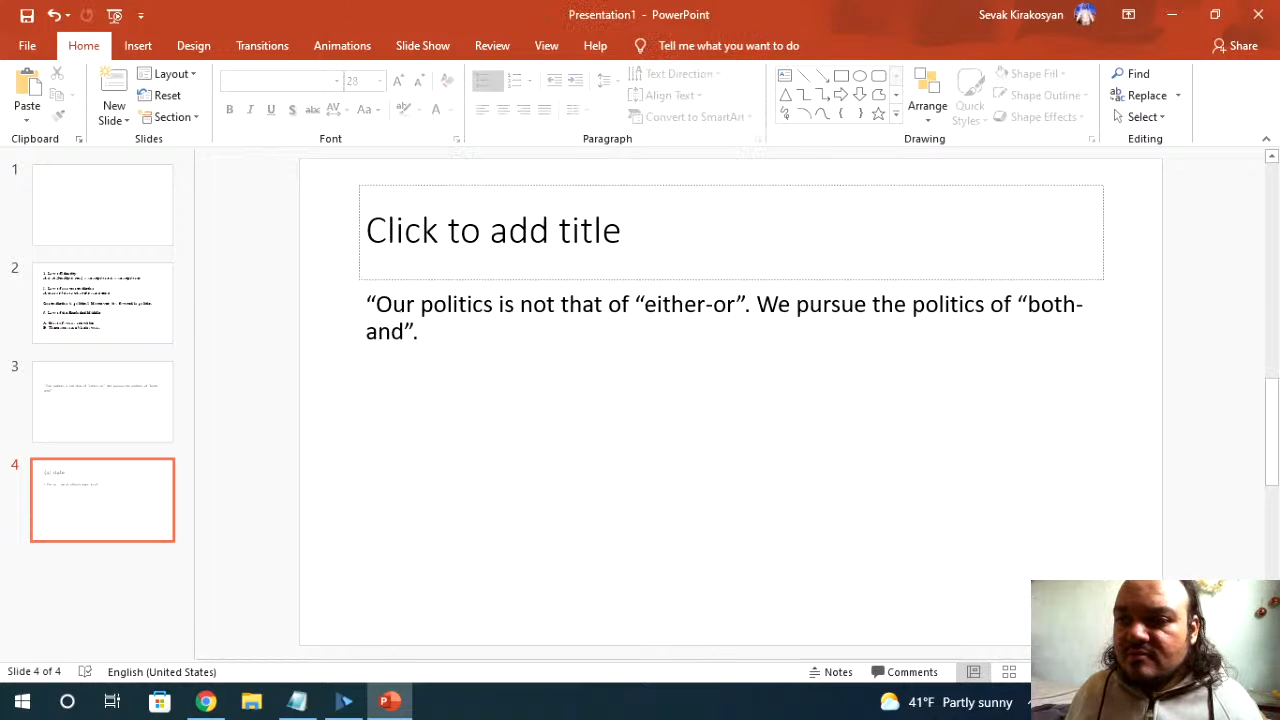 Presentation1 - PowerPoint
Sevak Kirakosyan
File Home Insert Design Transitions Animations Slide Show Review View Help Tell me what you want to do Share
Paste
New Slide
Layout
Reset
Section
28
B I U S abc AV Aa A
Text Direction
Align Text
Convert to SmartArt
Arrange
Quick Styles
Shape Fill
Shape Outline
Shape Effects
Find
Replace
Select
Clipboard Slides Font Paragraph Drawing Editing
1
2
3
4
Click to add title
“Our politics is not that of “either-or”. We pursue the politics of “both-
and”.
Slide 4 of 4 English (United States) Notes Comments
41°F Partly sunny